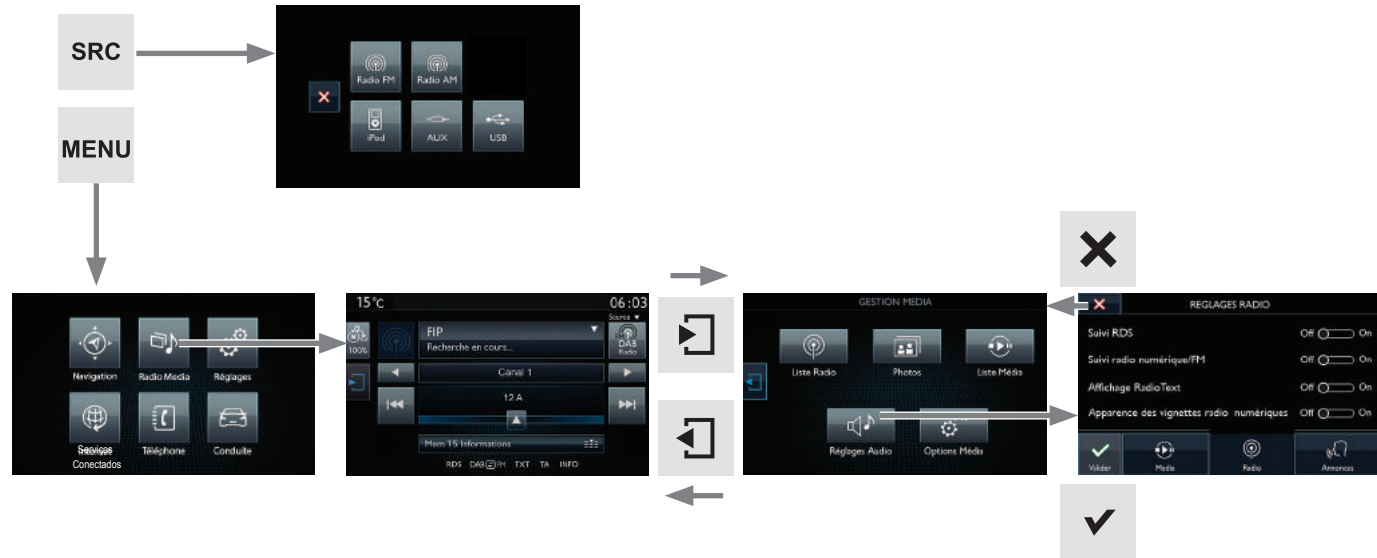 SRC
Radio FM
Radio AM
iPod
AUX
USB
MENU
Navigation
Radio Media
Réglages
Services
Conectados
Téléphone
Conduite
15°c
06:03
Source
100%
FIP
Recherche en cours...
DAB
Radio
Canal 1
12 A
Mem 15 Informations
RDS DAB FM TXT TA INFO
GESTION MEDIA
Liste Radio
Photos
Liste Média
Réglages Audio
Options Média
REGLAGES RADIO
Suivi RDS Off On
Suivi radio numérique/FM Off On
Affichage RadioText Off On
Apparence des vignettes radio numériques Off On
Valider
Media
Radio
Annonces